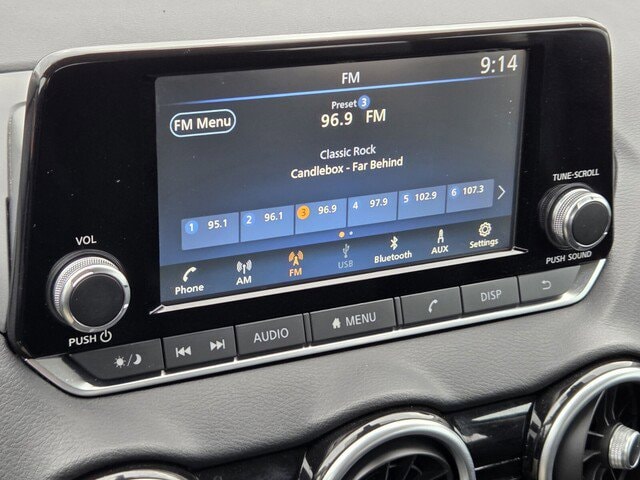 FM
9:14
Preset 3
FM Menu
96.9 FM
Classic Rock
Candlebox - Far Behind
1 95.1 2 96.1 3 96.9 4 97.9 5 102.9 6 107.3
Phone AM FM USB Bluetooth AUX Settings
VOL
PUSH
TUNE-SCROLL
PUSH SOUND
AUDIO MENU DISP